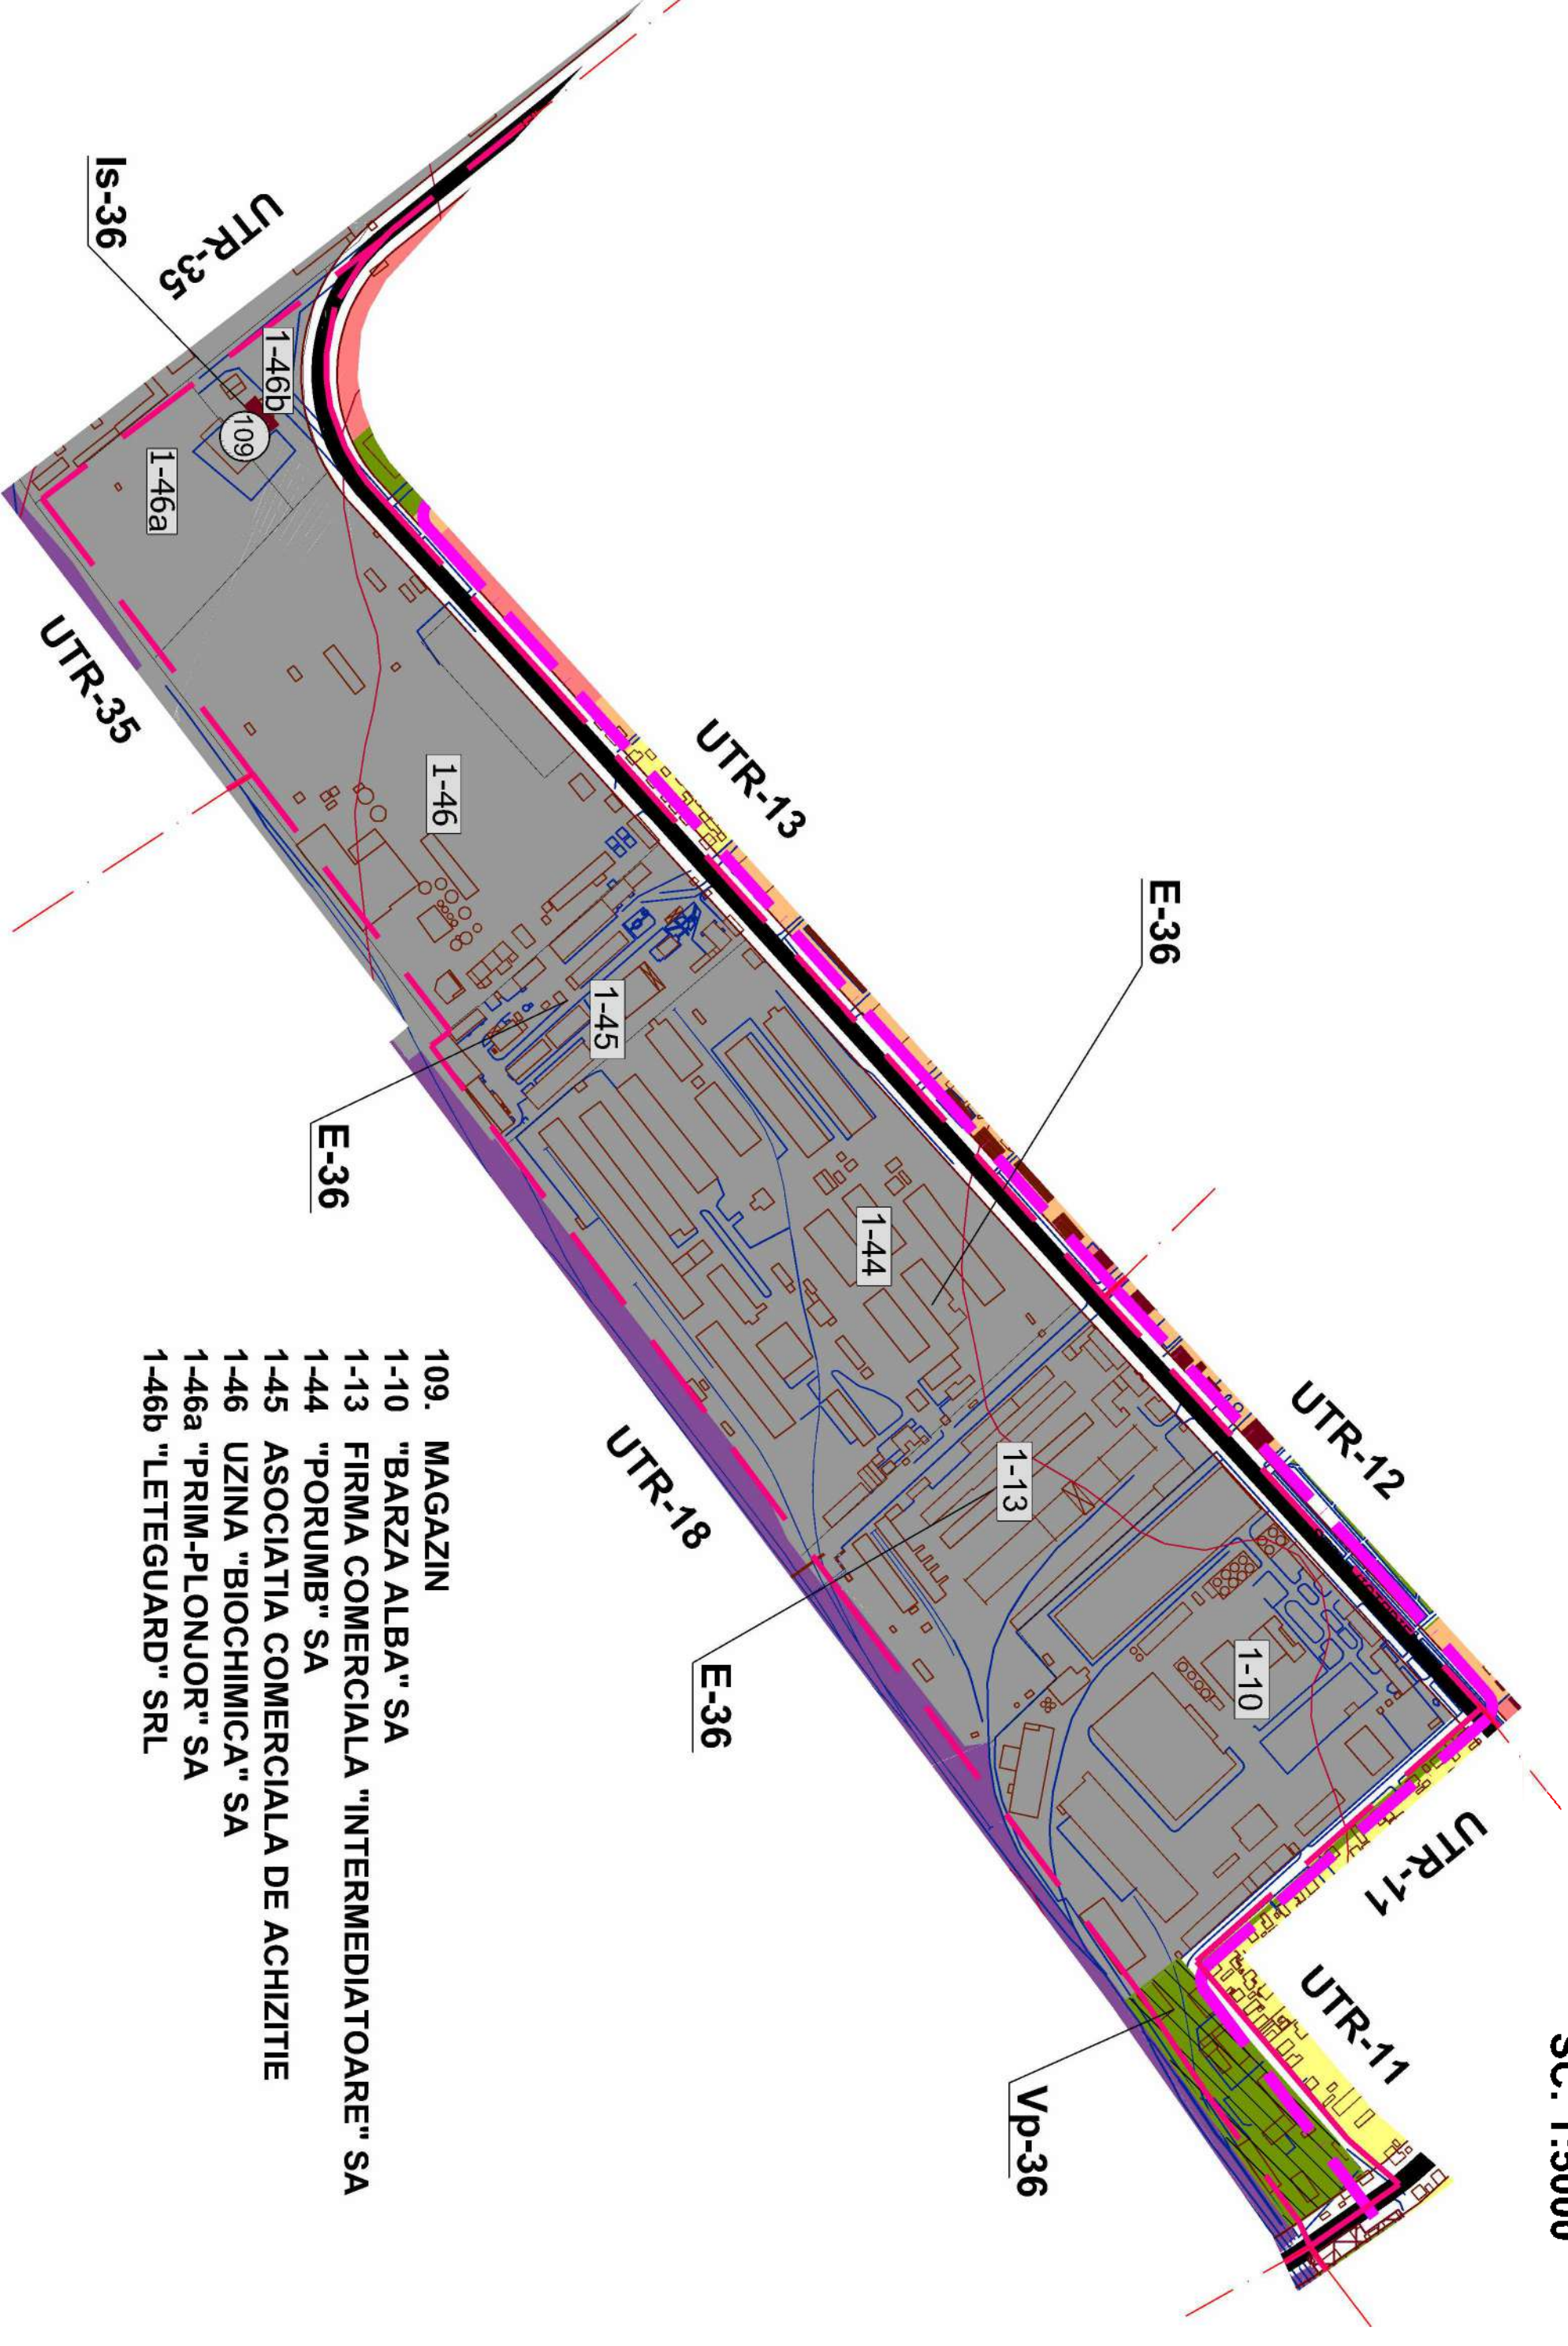 SC. 1:5000
UTR-11
UTR-11
UTR-12
UTR-13
UTR-35
UTR-35
UTR-18
E-36
E-36
E-36
Is-36
Vp-36
1-46b
109
1-46a
1-46
1-45
1-44
1-13
1-10
109. MAGAZIN
1-10 "BARZA ALBA" SA
1-13 FIRMA COMERCIALA "INTERMEDIATOARE" SA
1-44 "PORUMB" SA
1-45 ASOCIATIA COMERCIALA DE ACHIZITIE
1-46 UZINA "BIOCHIMICA" SA
1-46a "PRIM-PLONJOR" SA
1-46b "LETEGUARD" SRL